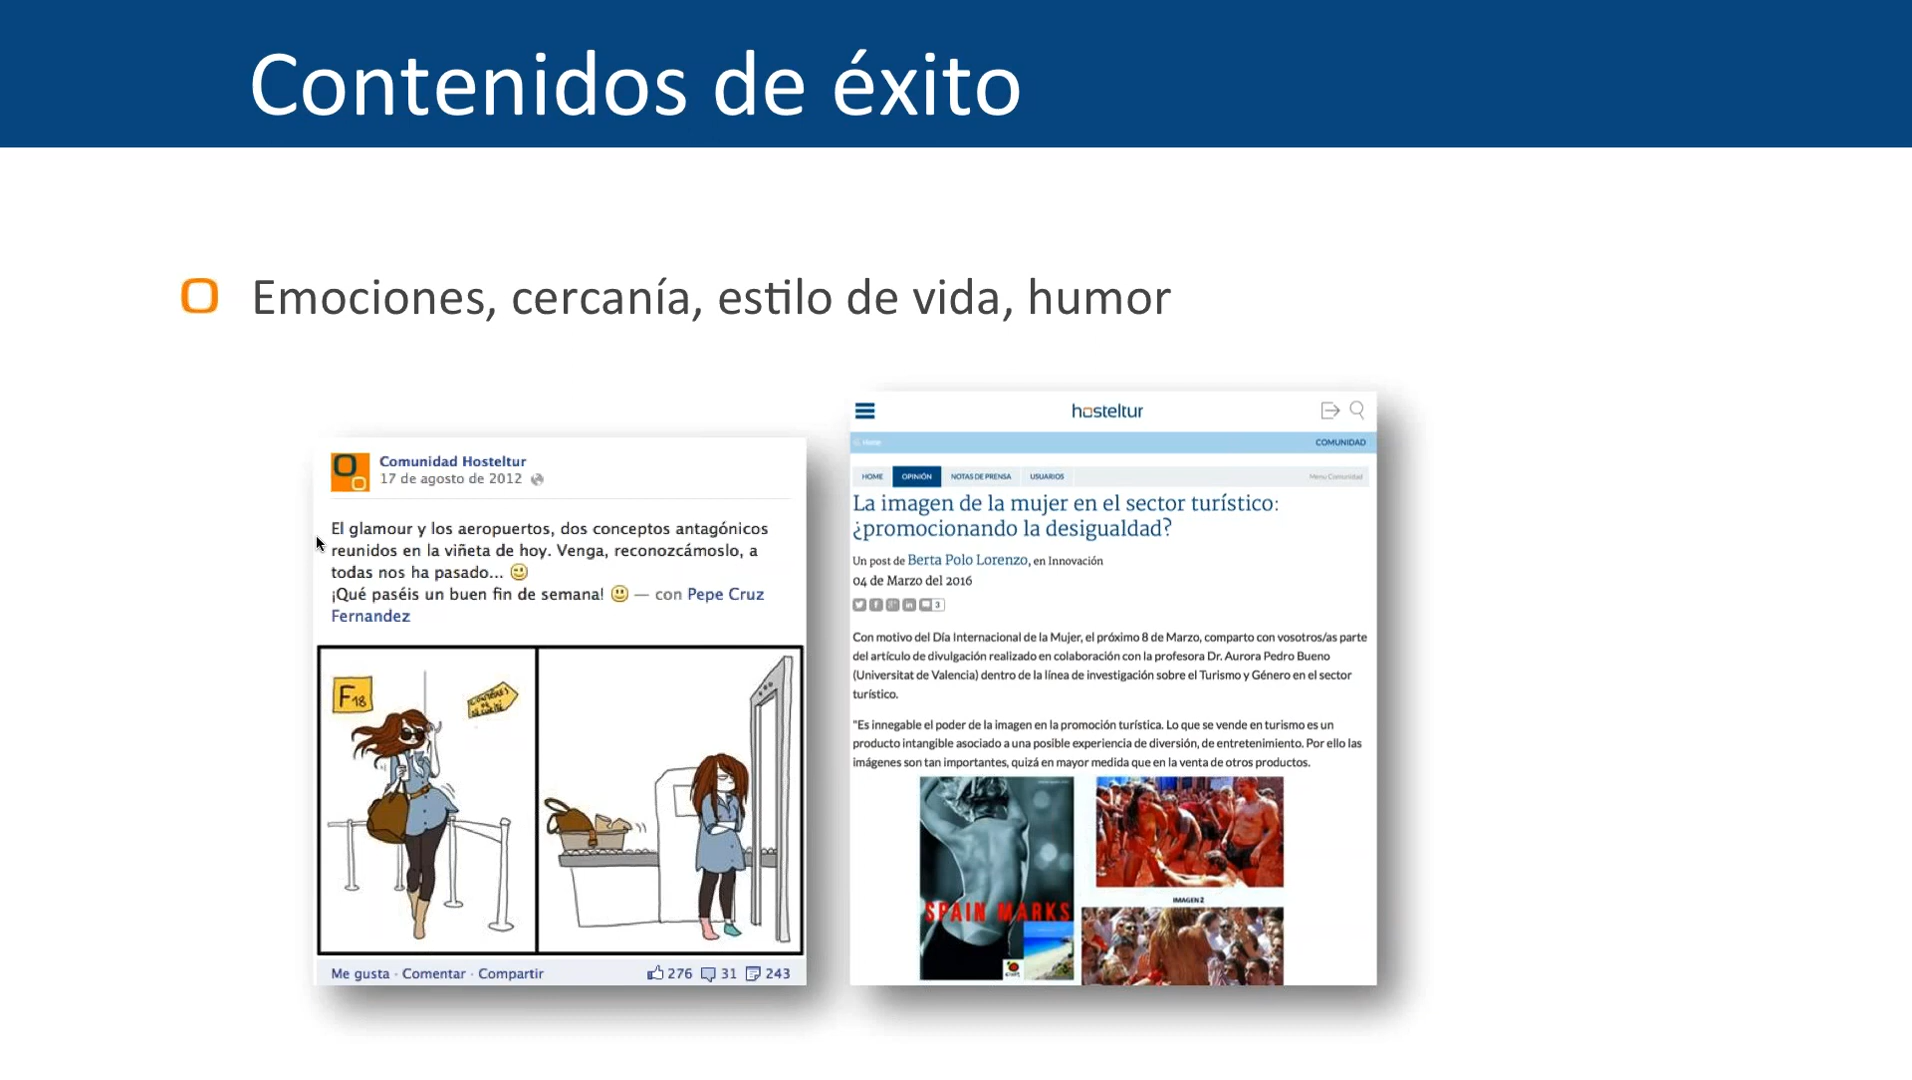 Contenidos de éxito
Emociones, cercanía, estilo de vida, humor
Comunidad Hosteltur
17 de agosto de 2012
El glamour y los aeropuertos, dos conceptos antagónicos
reunidos en la viñeta de hoy. Venga, reconozcámoslo, a
todas nos ha pasado...
¡Qué paséis un buen fin de semana! — con Pepe Cruz
Fernandez
F18
Me gusta · Comentar · Compartir
276 31 243
hosteltur
Home
COMUNIDAD
HOME OPINIÓN NOTAS DE PRENSA USUARIOS Menu Comunidad
La imagen de la mujer en el sector turístico:
¿promocionando la desigualdad?
Un post de Berta Polo Lorenzo, en Innovación
04 de Marzo del 2016
3
Con motivo del Día Internacional de la Mujer, el próximo 8 de Marzo, comparto con vosotros/as parte
del artículo de divulgación realizado en colaboración con la profesora Dr. Aurora Pedro Bueno
(Universitat de Valencia) dentro de la línea de investigación sobre el Turismo y Género en el sector
turístico.
"Es innegable el poder de la imagen en la promoción turística. Lo que se vende en turismo es un
producto intangible asociado a una posible experiencia de diversión, de entretenimiento. Por ello las
imágenes son tan importantes, quizá en mayor medida que en la venta de otros productos.
SPAIN MARKS
IMAGEN 2